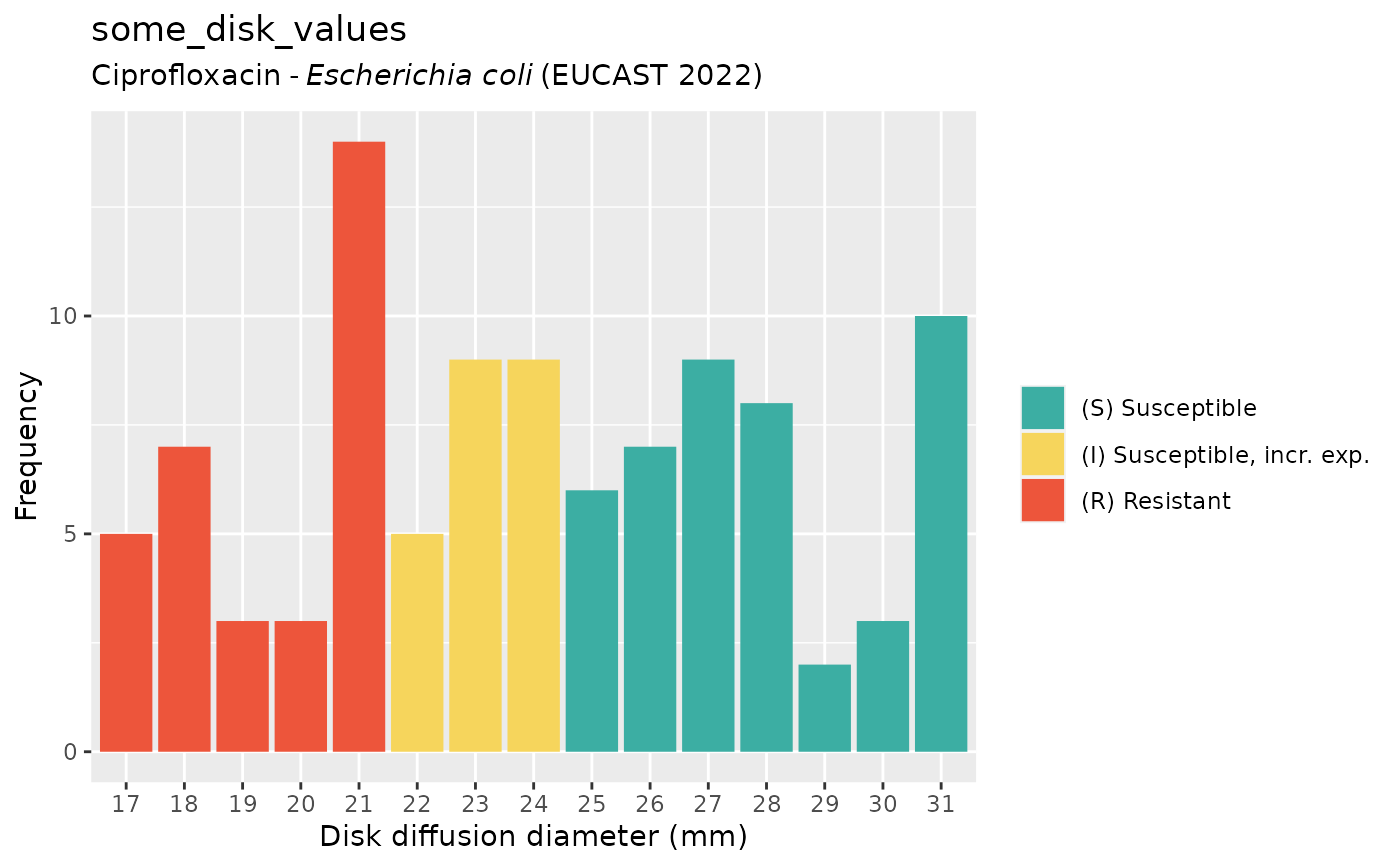 some_disk_values
Ciprofloxacin - Escherichia coli (EUCAST 2022)
Frequency
10
5
0
17 18 19 20 21 22 23 24 25 26 27 28 29 30 31
Disk diffusion diameter (mm)
(S) Susceptible
(I) Susceptible, incr. exp.
(R) Resistant